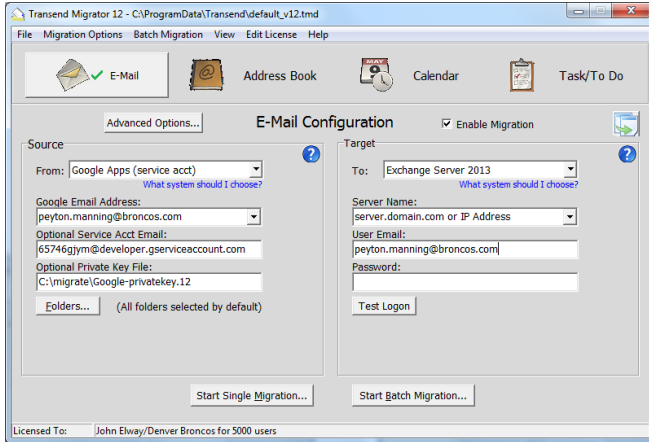 Transend Migrator 12 - C:\ProgramData\Transend\default_v12.tmd
File Migration Options Batch Migration View Edit License Help
E-Mail Address Book MAY Calendar Task/To Do
Advanced Options... E-Mail Configuration Enable Migration
Source Target
From: Google Apps (service acct) To: Exchange Server 2013
What system should I choose? What system should I choose?
Google Email Address: Server Name:
peyton.manning@broncos.com server.domain.com or IP Address
Optional Service Acct Email: User Email:
65746gjym@developer.gserviceaccount.com peyton.manning@broncos.com
Optional Private Key File: Password:
C:\migrate\Google-privatekey.12
Folders... (All folders selected by default) Test Logon
Start Single Migration... Start Batch Migration...
Licensed To: John Elway/Denver Broncos for 5000 users